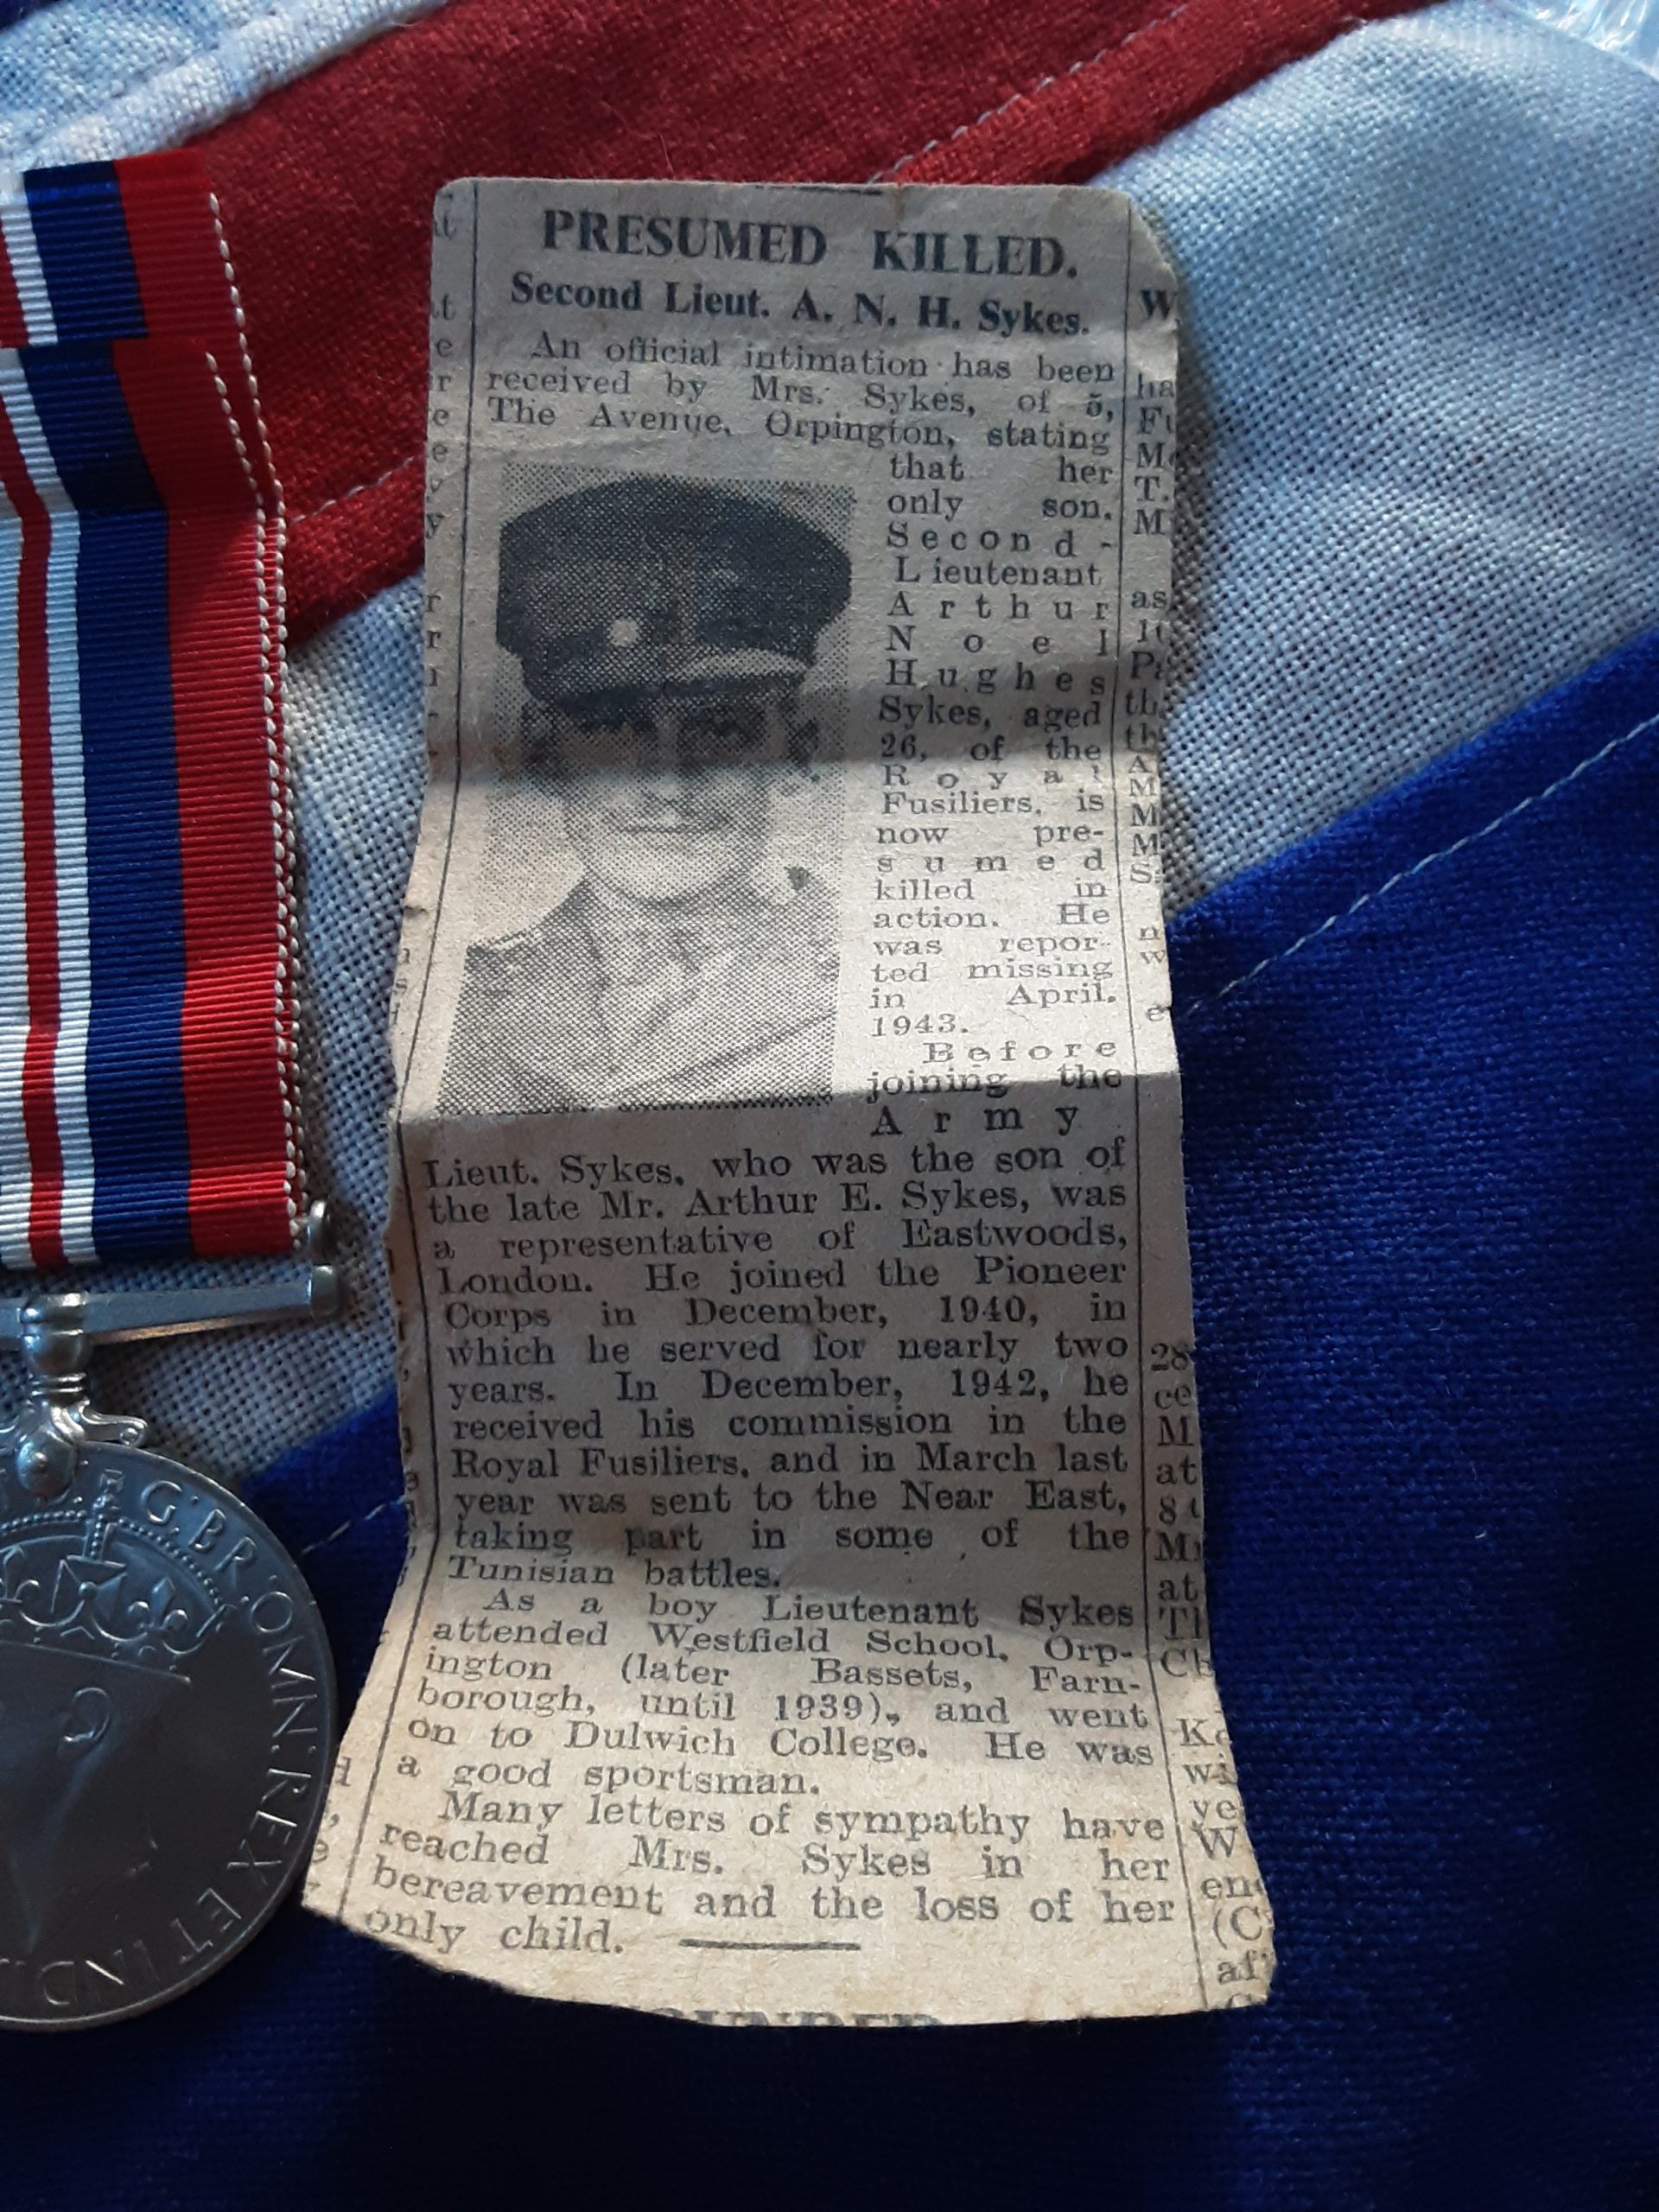 PRESUMED KILLED.
Second Lieut. A. N. H. Sykes.
An official intimation has been
received by Mrs. Sykes, of 5,
The Avenue, Orpington, stating
that her
only son,
Second-
Lieutenant
Arthur
Noel
Hughes
Sykes, aged
26, of the
Royal
Fusiliers, is
now pre-
sumed
killed in
action. He
was repor-
ted missing
in April,
1943.
Before
joining the
Army
Lieut. Sykes, who was the son of
the late Mr. Arthur E. Sykes, was
a representative of Eastwoods,
London. He joined the Pioneer
Corps in December, 1940, in
which he served for nearly two
years. In December, 1942, he
received his commission in the
Royal Fusiliers, and in March last
year was sent to the Near East,
taking part in some of the
Tunisian battles.
As a boy Lieutenant Sykes
attended Westfield School, Orp-
ington (later Bassets, Farn-
borough, until 1939), and went
on to Dulwich College. He was
a good sportsman.
Many letters of sympathy have
reached Mrs. Sykes in her
bereavement and the loss of her
only child.
G:BR:OMN:REX ET